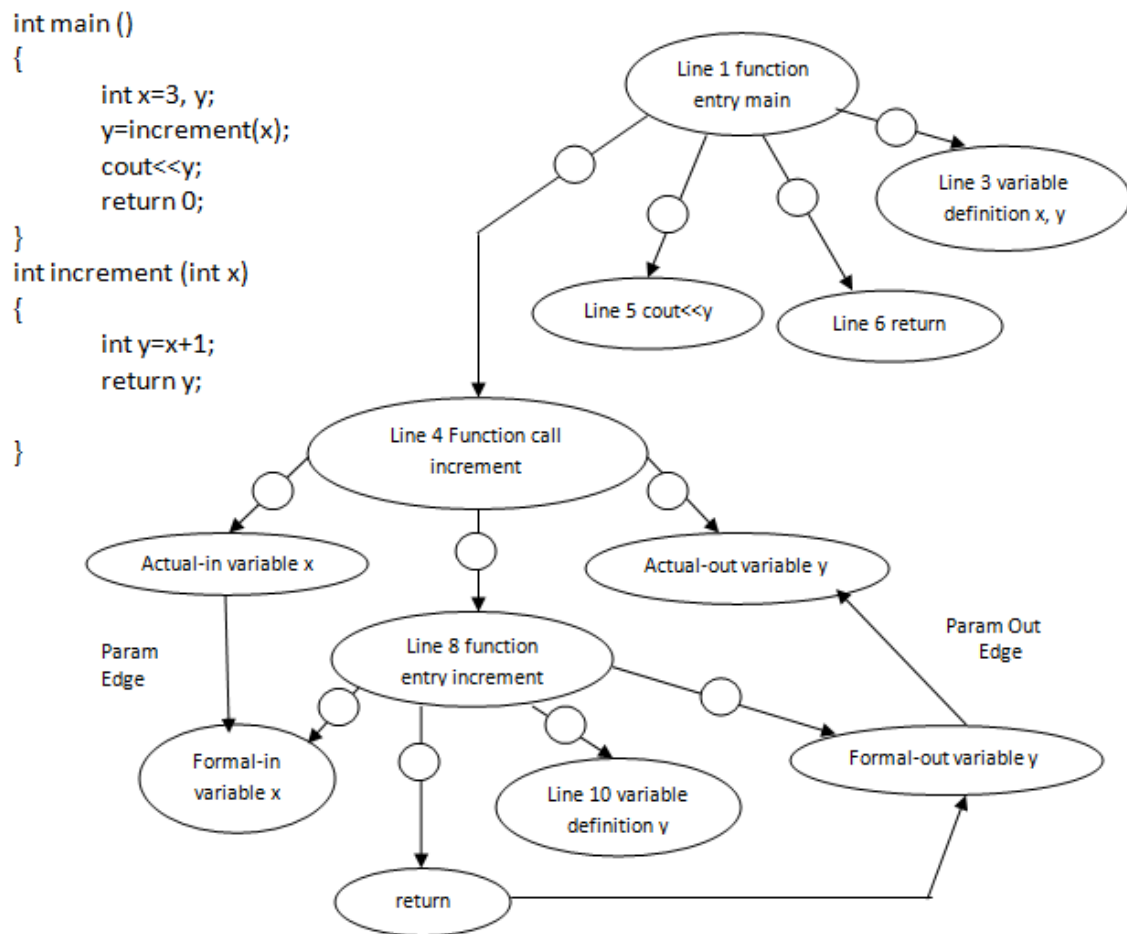 int main ()
{
int x=3, y;
y=increment(x);
cout<<y;
return 0;
}
int increment (int x)
{
int y=x+1;
return y;
}
Line 1 function
entry main
Line 3 variable
definition x, y
Line 5 cout<<y
Line 6 return
Line 4 Function call
increment
Actual-in variable x
Actual-out variable y
Param
Edge
Line 8 function
entry increment
Param Out
Edge
Formal-in
variable x
Line 10 variable
definition y
Formal-out variable y
return